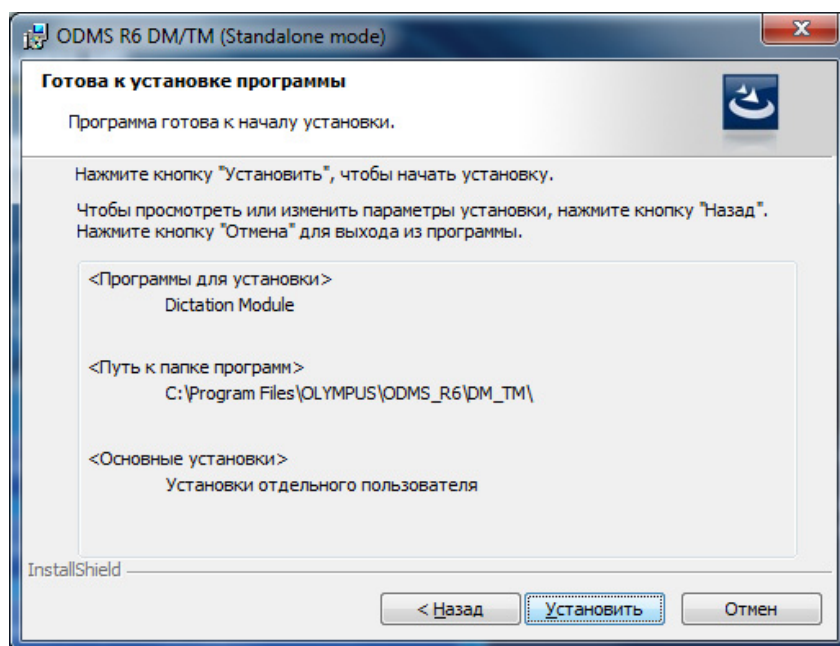 ODMS R6 DM/TM (Standalone mode)
Готова к установке программы
Программа готова к началу установки.
Нажмите кнопку "Установить", чтобы начать установку.
Чтобы просмотреть или изменить параметры установки, нажмите кнопку "Назад".
Нажмите кнопку "Отмена" для выхода из программы.
<Программы для установки>
Dictation Module
<Путь к папке программ>
C:\Program Files\OLYMPUS\ODMS_R6\DM_TM\
<Основные установки>
Установки отдельного пользователя
InstallShield
< Назад Установить Отмен